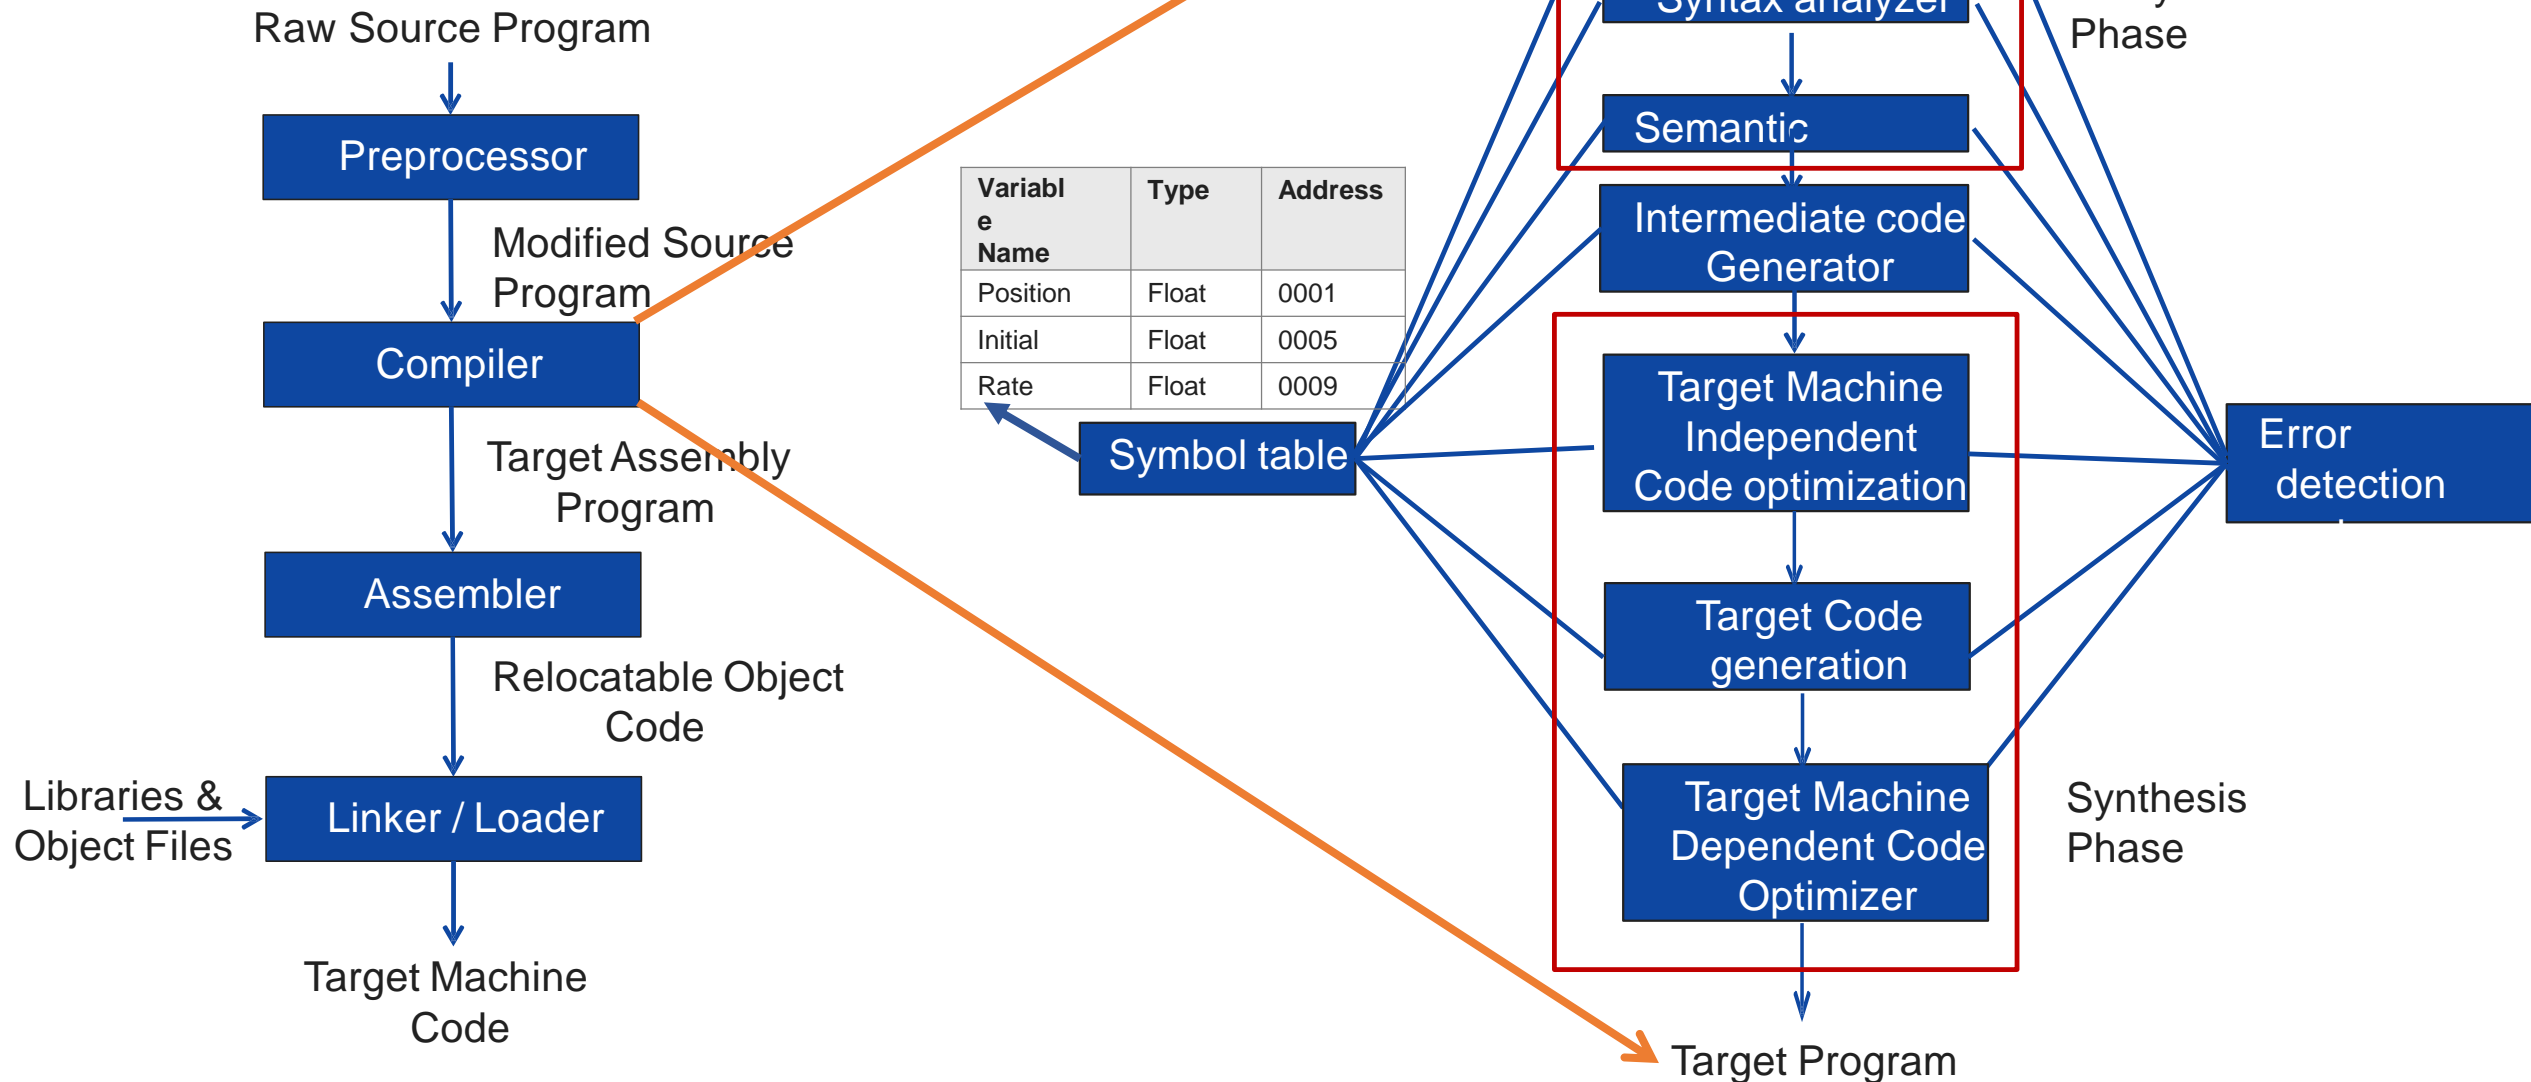 Raw Source Program
Preprocessor
Modified Source
Program
Compiler
Target Assembly
Program
Assembler
Relocatable Object
Code
Libraries &
Object Files
Linker / Loader
Target Machine
Code
Variabl
e
Name
Type
Address
Position Float 0001
Initial Float 0005
Rate Float 0009
Symbol table
Syntax analyzer
Phase
Semantic
Intermediate code
Generator
Target Machine
Independent
Code optimization
Target Code
generation
Target Machine
Dependent Code
Optimizer
Target Program
Error
detection
Synthesis
Phase